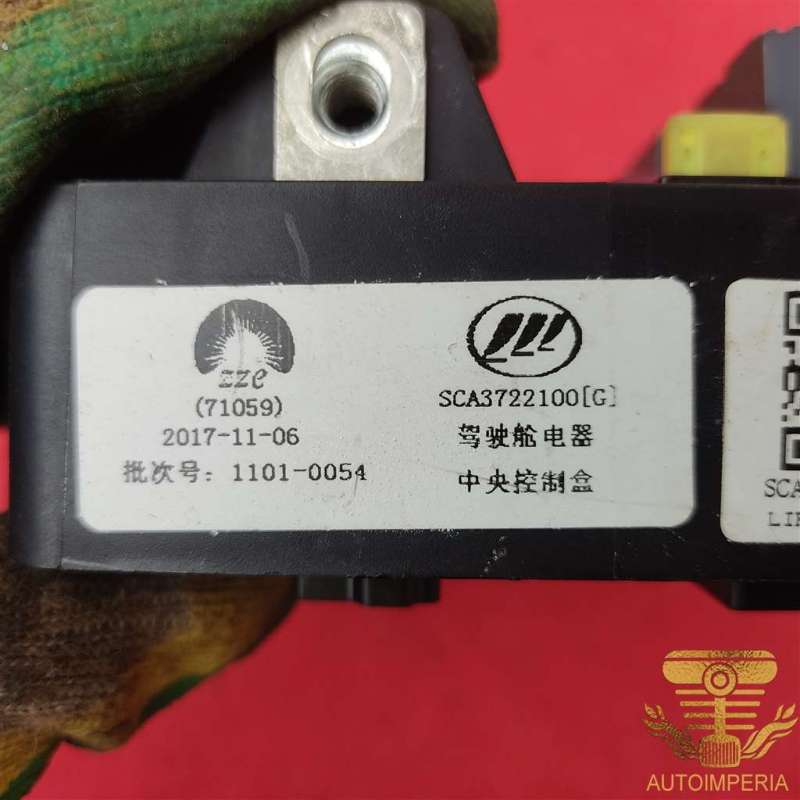 zze
(71059)
2017-11-06
批次号: 1101-0054
SCA3722100[G]
驾驶舱电器
中央控制盒
SCA
LIF
AUTOIMPERIA